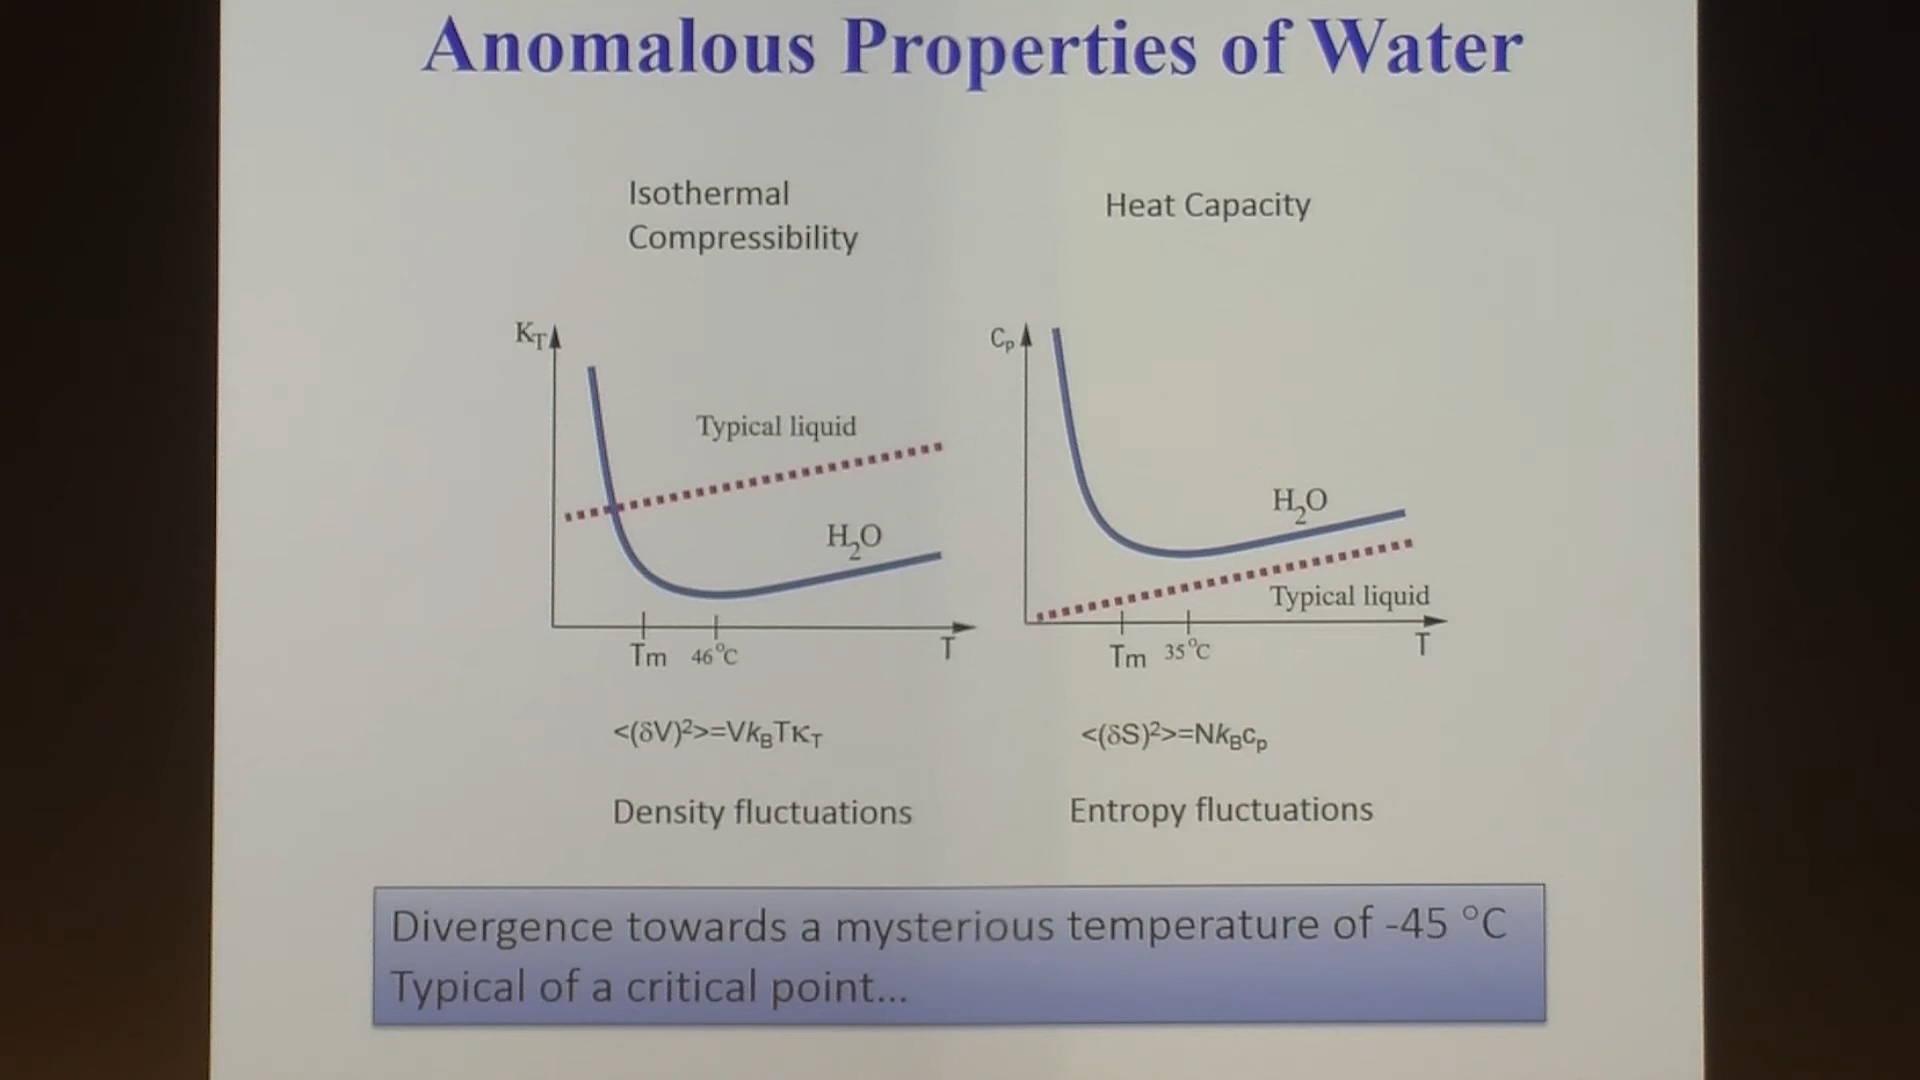 Anomalous Properties of Water
Isothermal
Compressibility
Heat Capacity
K_T
Typical liquid
H₂O
Tm
46°C
T
C_p
H₂O
Typical liquid
Tm
35°C
T
<(δV)²>=Vk_BTκ_T
<(δS)²>=Nk_Bc_p
Density fluctuations
Entropy fluctuations
Divergence towards a mysterious temperature of -45 °C
Typical of a critical point...